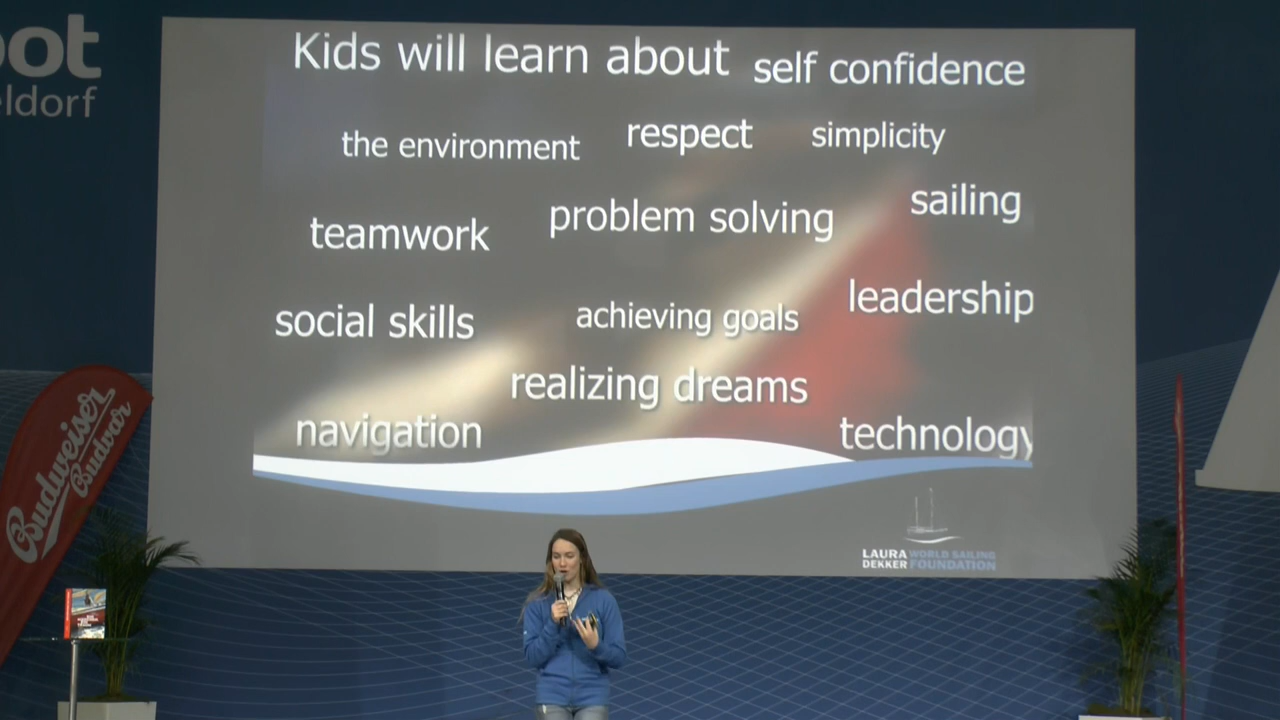 oot
eldorf
Kids will learn about self confidence
the environment respect simplicity
teamwork problem solving sailing
social skills achieving goals leadership
realizing dreams
navigation technology
LAURA WORLD SAILING
DEKKER FOUNDATION
Budweiser
Budvar